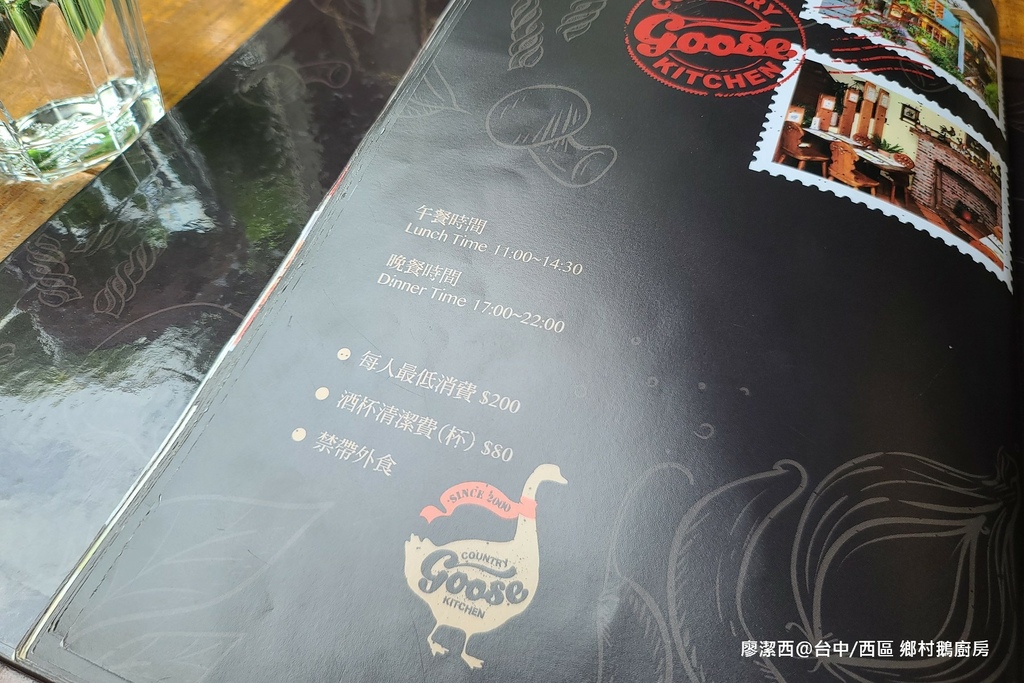 COUNTRY
Goose
KITCHEN
午餐時間
Lunch Time 11:00~14:30
晚餐時間
Dinner Time 17:00~22:00
每人最低消費 $200
酒杯清潔費(杯) $80
禁帶外食
SINCE 2000
COUNTRY
Goose
KITCHEN
廖潔西@台中/西區 鄉村鵝廚房